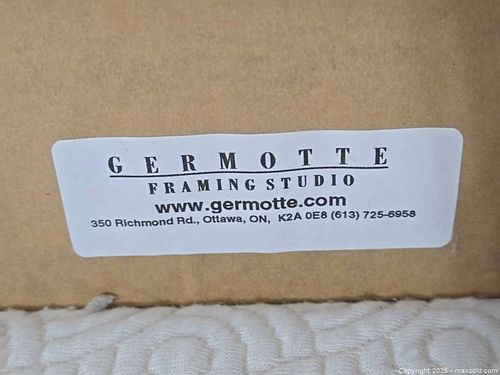 GERMOTTE
FRAMING STUDIO
www.germotte.com
350 Richmond Rd., Ottawa, ON, K2A 0E8 (613) 725-6958
Copyright 2025 - maxsold.com